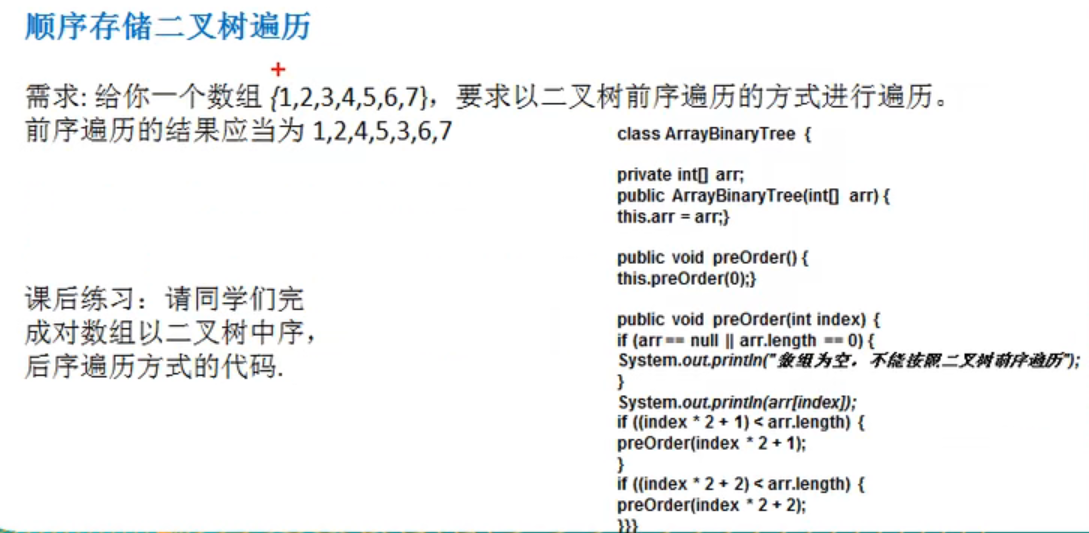 顺序存储二叉树遍历
需求: 给你一个数组 {1,2,3,4,5,6,7}，要求以二叉树前序遍历的方式进行遍历。
前序遍历的结果应当为 1,2,4,5,3,6,7
课后练习：请同学们完
成对数组以二叉树中序，
后序遍历方式的代码.
class ArrayBinaryTree {
private int[] arr;
public ArrayBinaryTree(int[] arr) {
this.arr = arr;}
public void preOrder() {
this.preOrder(0);}
public void preOrder(int index) {
if (arr == null || arr.length == 0) {
System.out.println("数组为空，不能按照二叉树前序遍历");
}
System.out.println(arr[index]);
if ((index * 2 + 1) < arr.length) {
preOrder(index * 2 + 1);
}
if ((index * 2 + 2) < arr.length) {
preOrder(index * 2 + 2);
}}}